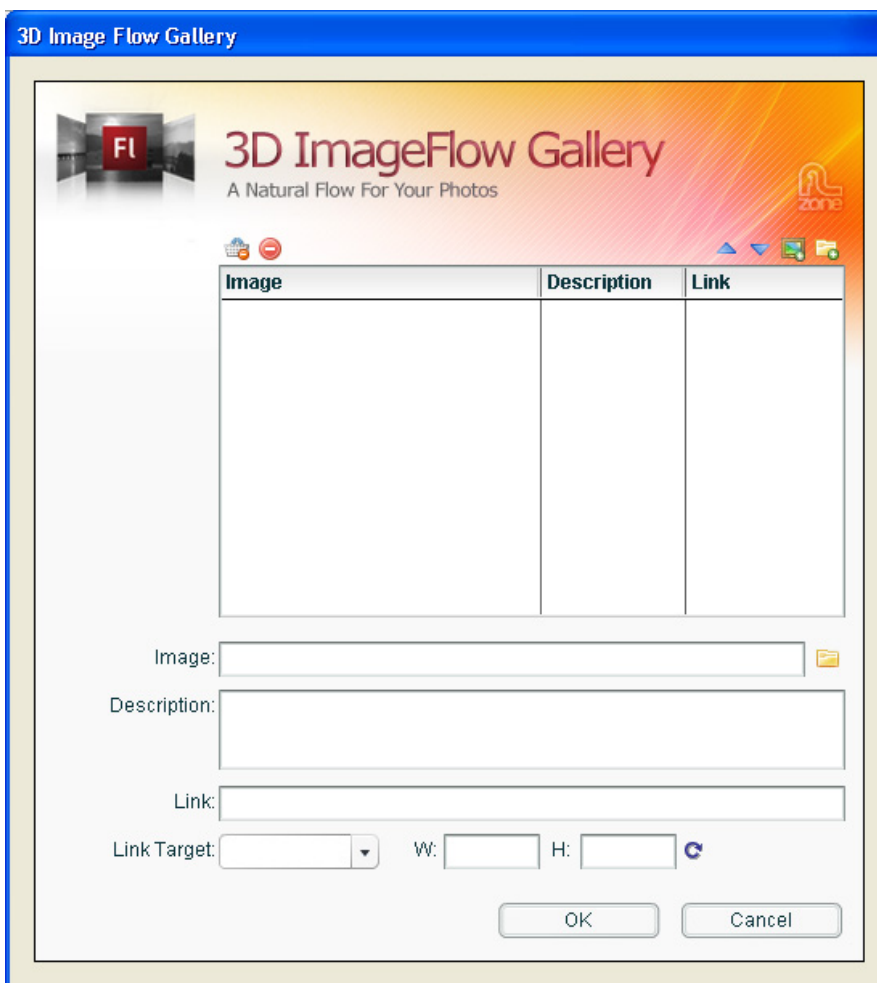 3D Image Flow Gallery
Fl
3D ImageFlow Gallery
A Natural Flow For Your Photos
FL
zone
Image Description Link
Image:
Description:
Link:
Link Target: W: H:
OK Cancel